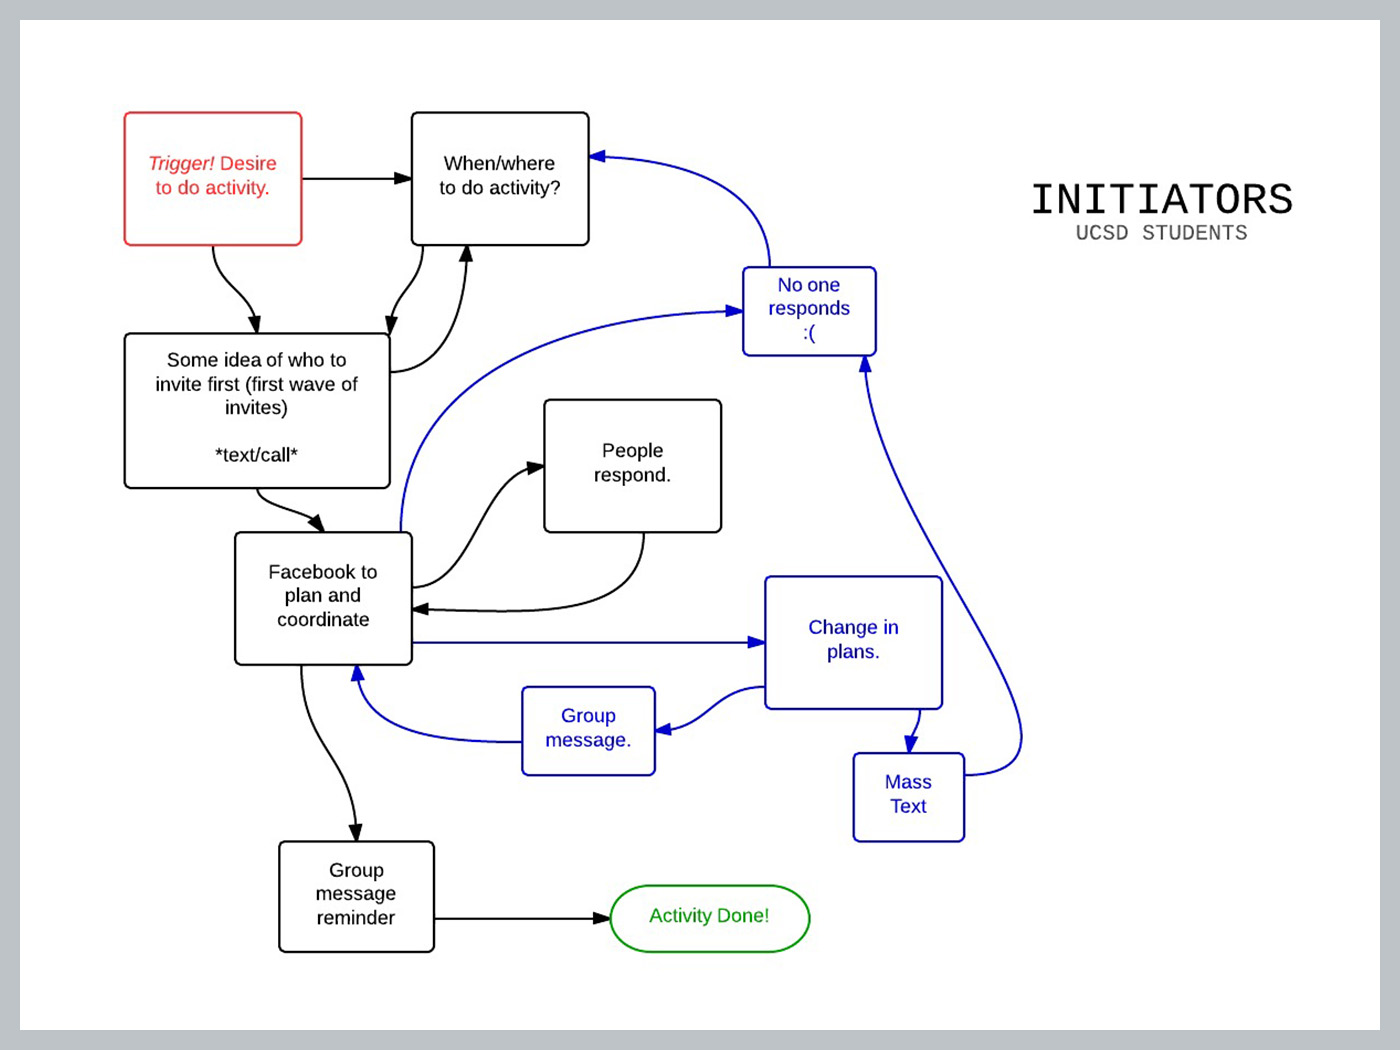 Trigger! Desire
to do activity.
When/where
to do activity?
INITIATORS
UCSD STUDENTS
No one
responds
:(
Some idea of who to
invite first (first wave of
invites)
*text/call*
People
respond.
Facebook to
plan and
coordinate
Change in
plans.
Group
message.
Mass
Text
Group
message
reminder
Activity Done!